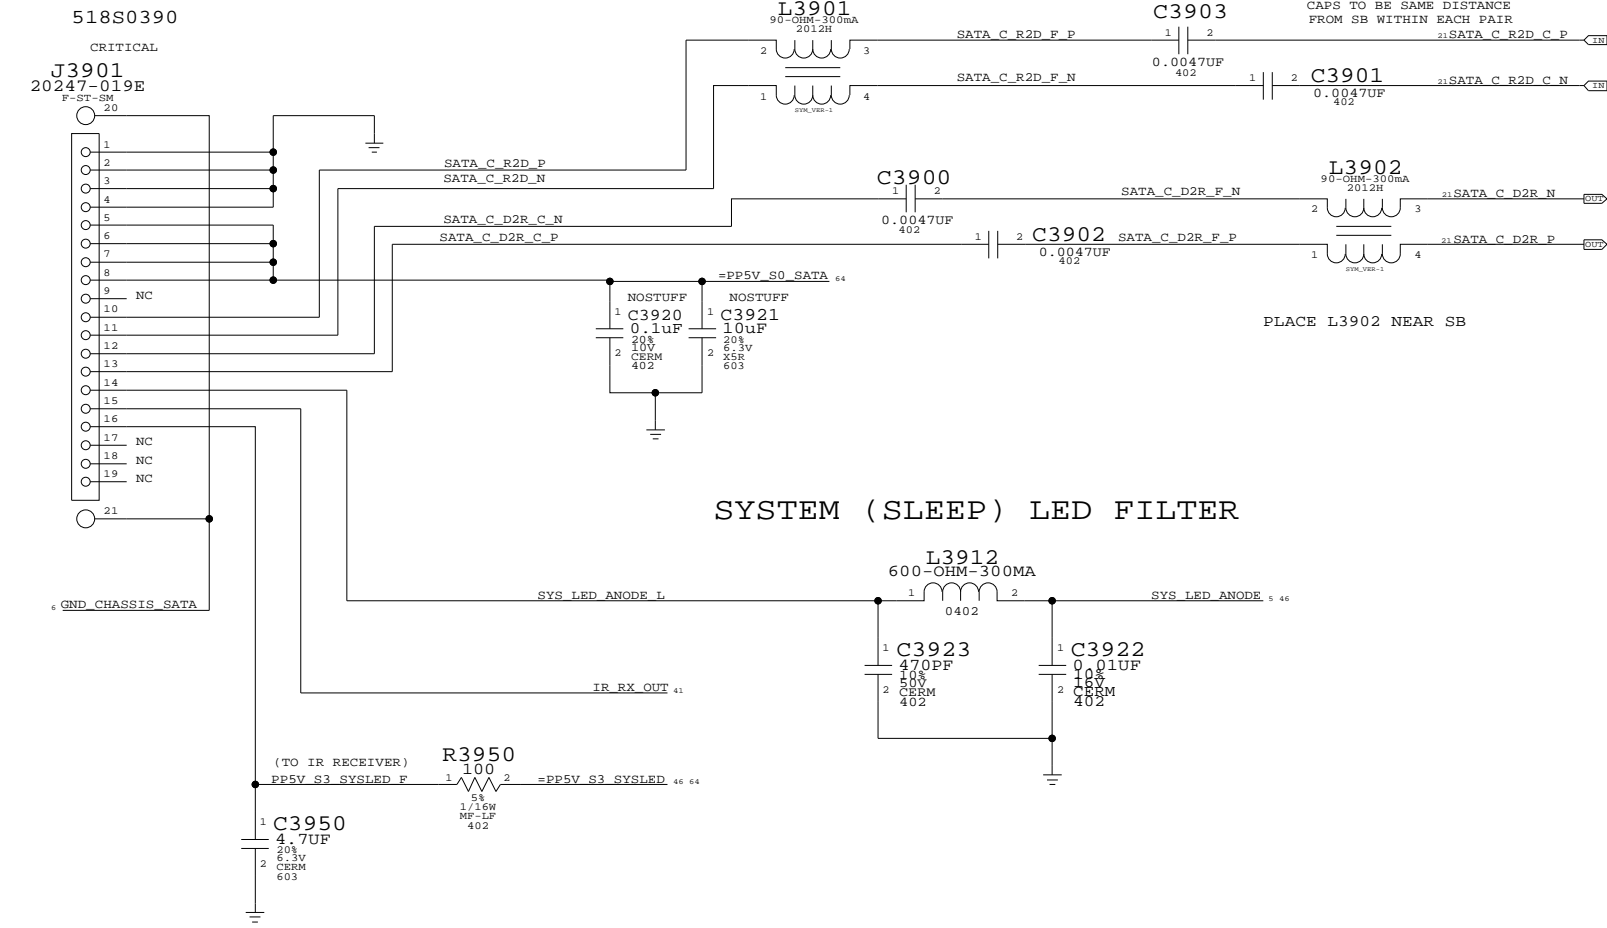 518S0390
CRITICAL
J3901
20247-019E
F-ST-SM
20
1
2
3
4
5
6
7
8
9 NC
10
11
12
13
14
15
16
17 NC
18 NC
19 NC
21
6 GND_CHASSIS_SATA
L3901
90-OHM-300mA
2012H
2 3
1 4
SYM_VER-1
SATA_C_R2D_F_P
SATA_C_R2D_F_N
C3903
1 2
0.0047UF
402
CAPS TO BE SAME DISTANCE
FROM SB WITHIN EACH PAIR
21 SATA_C_R2D_C_P IN
1 2 C3901
0.0047UF
402
21 SATA_C_R2D_C_N IN
SATA_C_R2D_P
SATA_C_R2D_N
SATA_C_D2R_C_N
SATA_C_D2R_C_P
C3900
1 2
0.0047UF
402
SATA_C_D2R_F_N
1 2 C3902 SATA_C_D2R_F_P
0.0047UF
402
L3902
90-OHM-300mA
2012H
2 3
1 4
SYM_VER-1
21 SATA_C_D2R_N OUT
21 SATA_C_D2R_P OUT
PLACE L3902 NEAR SB
=PP5V_S0_SATA 64
NOSTUFF
1 C3920
0.1uF
20%
2 10V
CERM
402
NOSTUFF
1 C3921
10uF
20%
2 6.3V
X5R
603
SYSTEM (SLEEP) LED FILTER
L3912
600-OHM-300MA
1 2
0402
SYS_LED_ANODE_L
SYS_LED_ANODE 5 46
1 C3923
470PF
10%
50V
2 CERM
402
1 C3922
0.01UF
10%
16V
2 CERM
402
IR_RX_OUT 41
(TO IR RECEIVER)
PP5V_S3_SYSLED_F
R3950
100
1 2
5%
1/16W
MF-LF
402
=PP5V_S3_SYSLED 46 64
1 C3950
4.7UF
20%
6.3V
2 CERM
603